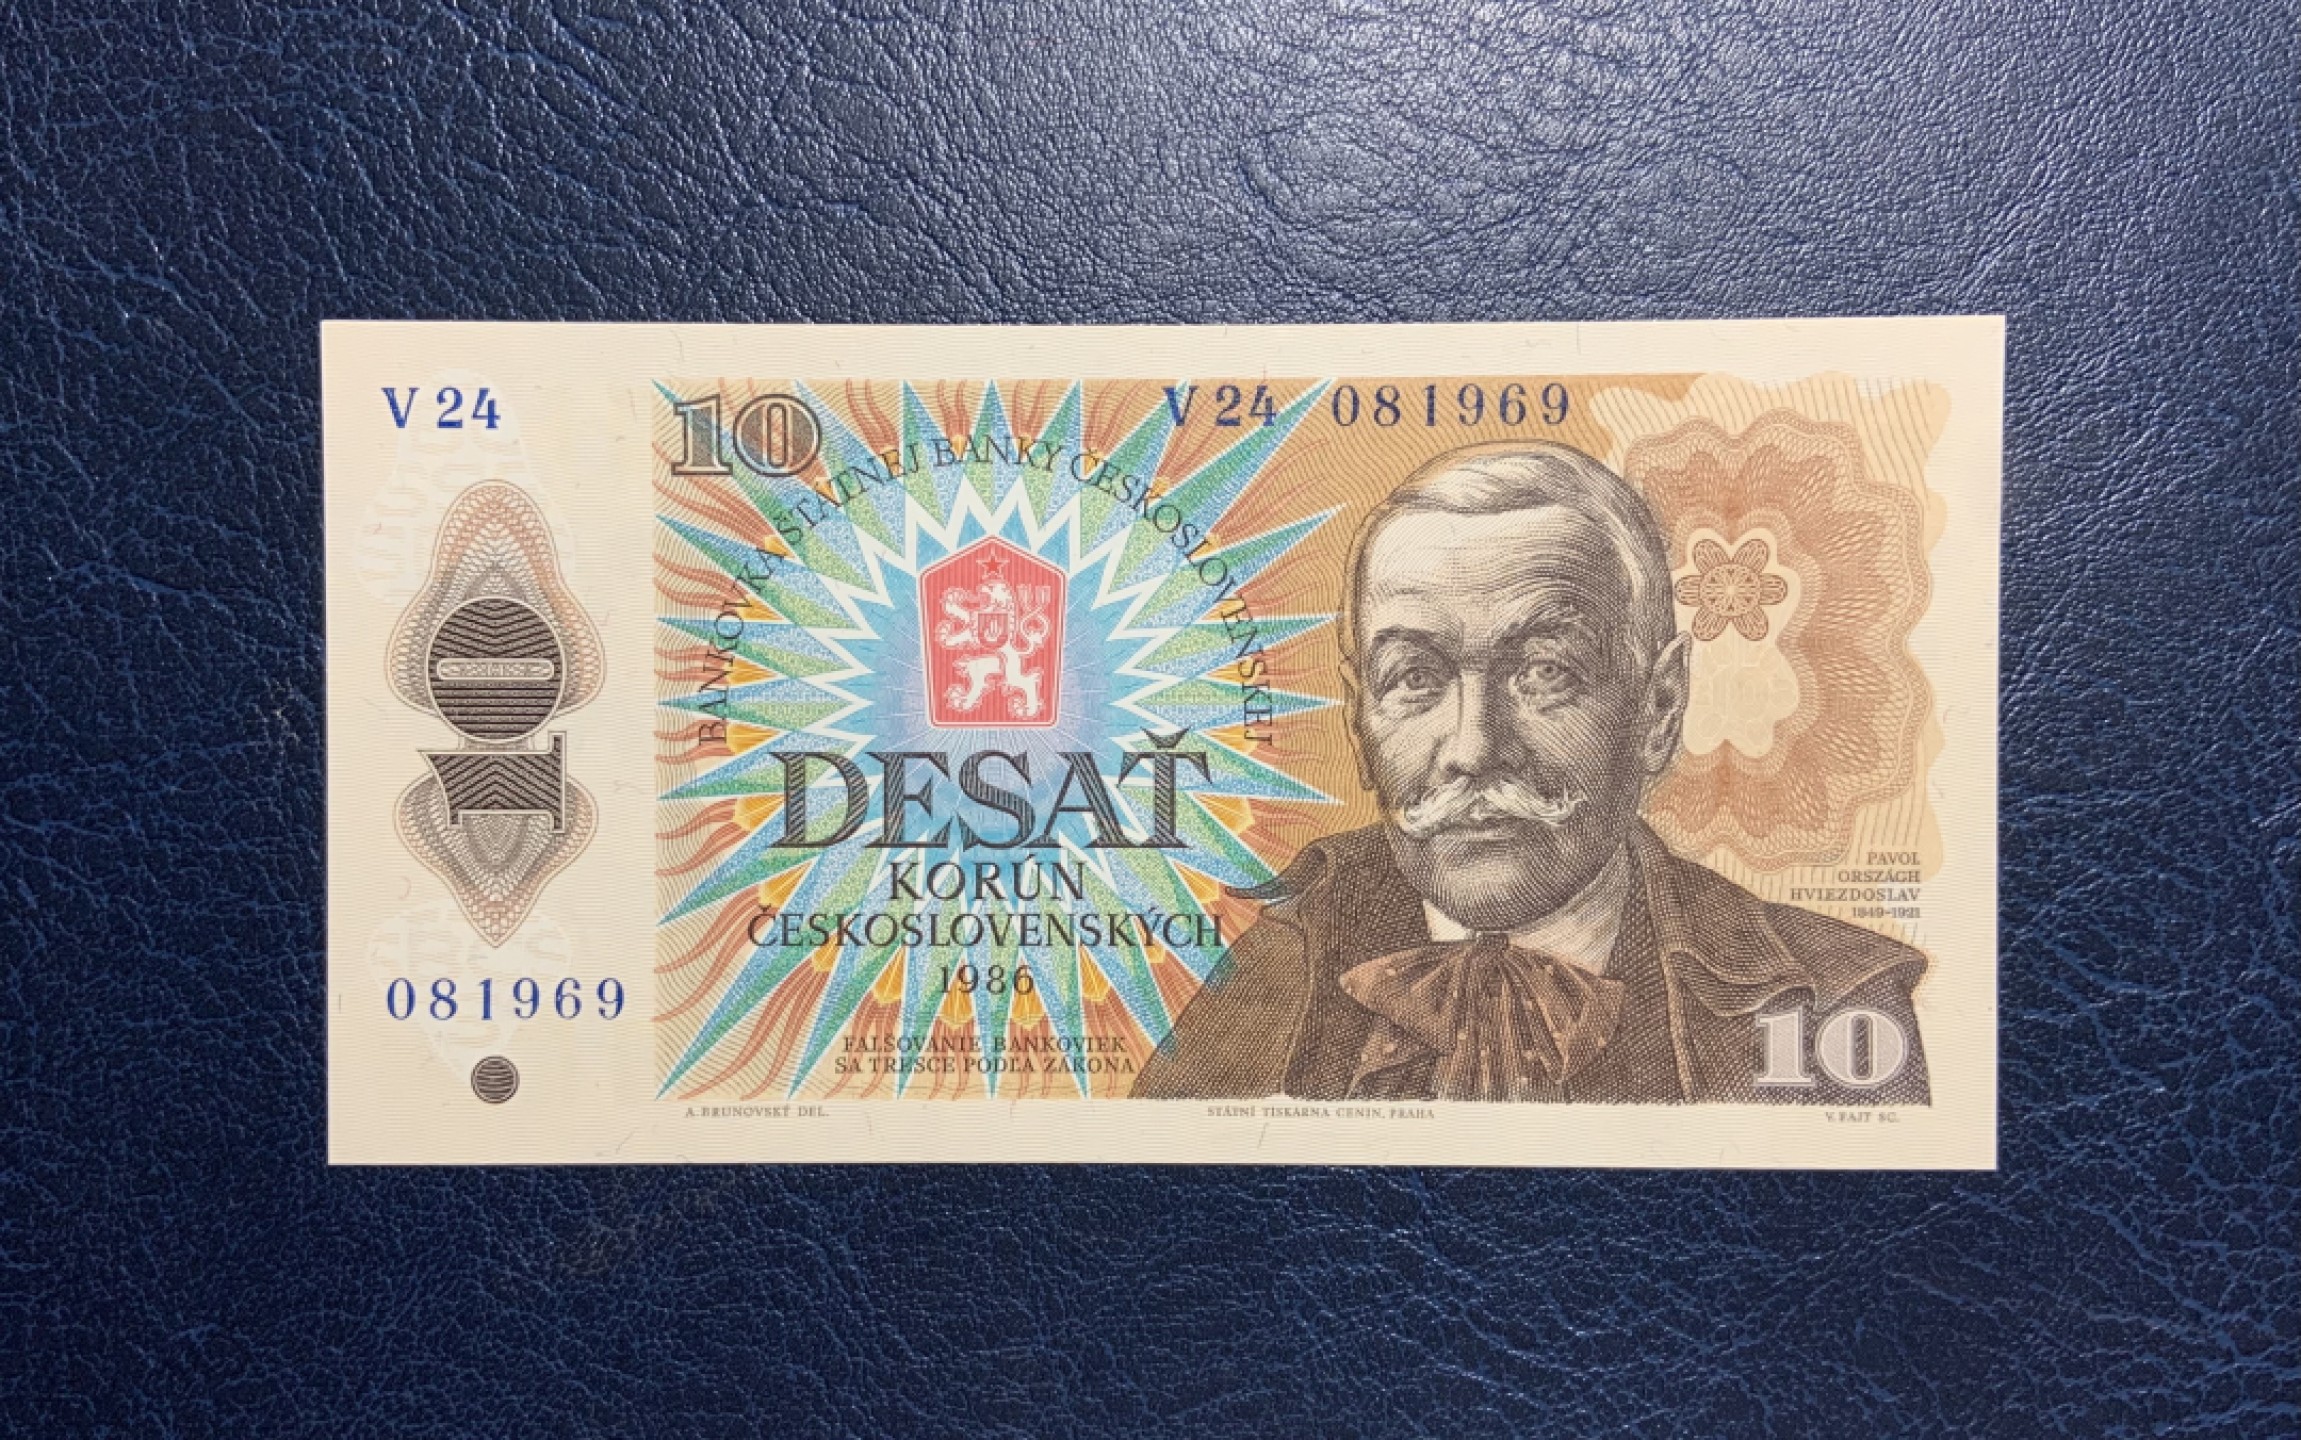 V 24
V 24 081969
10
BANKOVKA ŠTÁTNEJ BANKY ČESKOSLOVENSKEJ
10
DESAŤ
KORÚN
ČESKOSLOVENSKÝCH
1986
FALŠOVANIE BANKOVIEK
SA TRESCE PODĽA ZÁKONA
PAVOL
ORSZÁGH
HVIEZDOSLAV
1849-1921
081969
10
A. BRUNOVSKÝ DEL.
STÁTNÍ TISKÁRNA CENIN, PRAHA
V. FAJT SC.